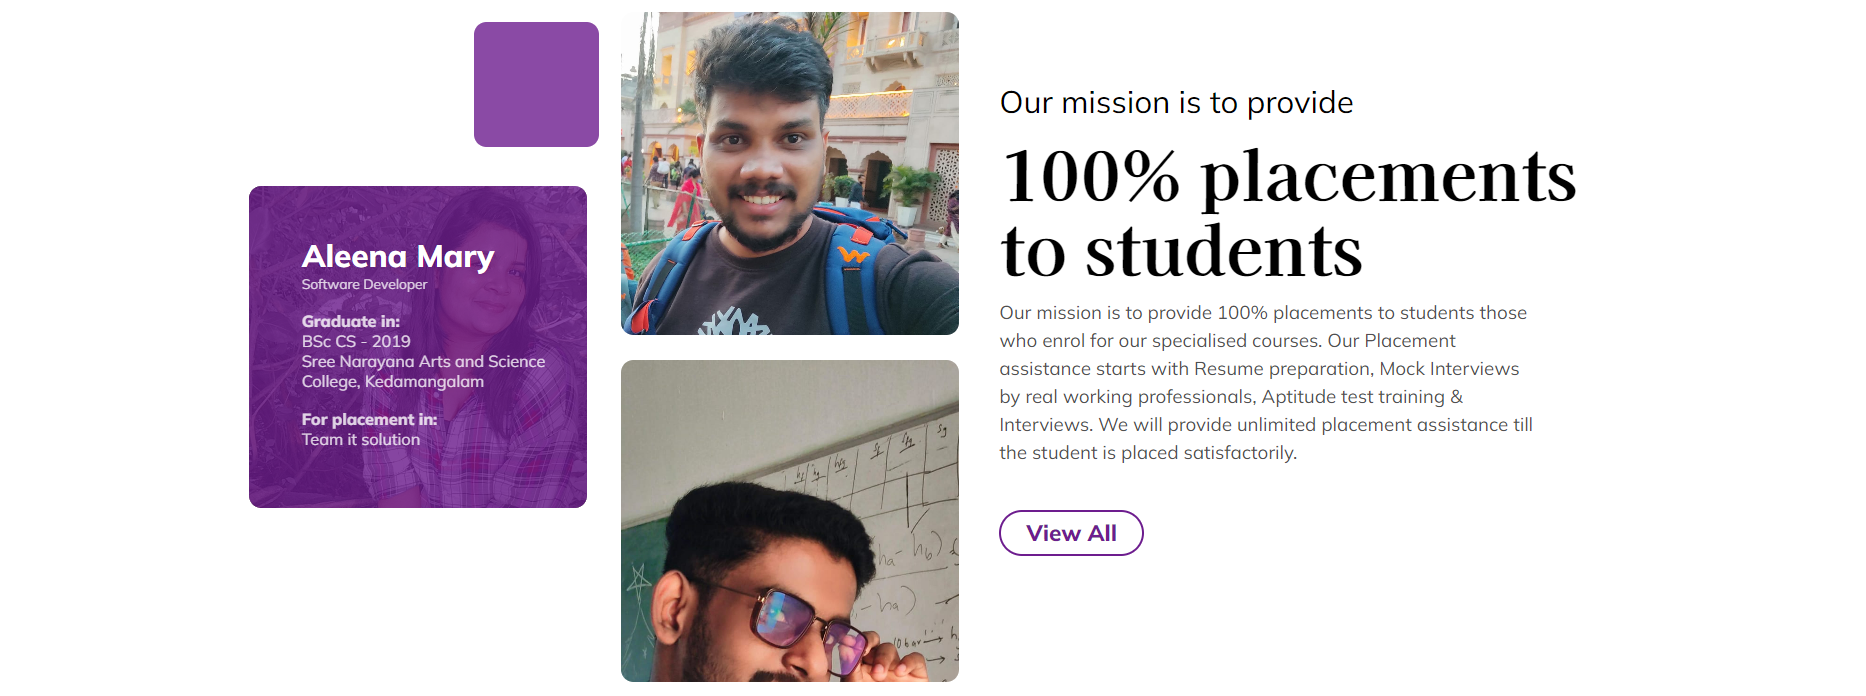 Aleena Mary
Software Developer
Graduate in:
BSc CS - 2019
Sree Narayana Arts and Science
College, Kedamangalam
For placement in:
Team it solution
Our mission is to provide
100% placements
to students
Our mission is to provide 100% placements to students those
who enrol for our specialised courses. Our Placement
assistance starts with Resume preparation, Mock Interviews
by real working professionals, Aptitude test training &
Interviews. We will provide unlimited placement assistance till
the student is placed satisfactorily.
View All